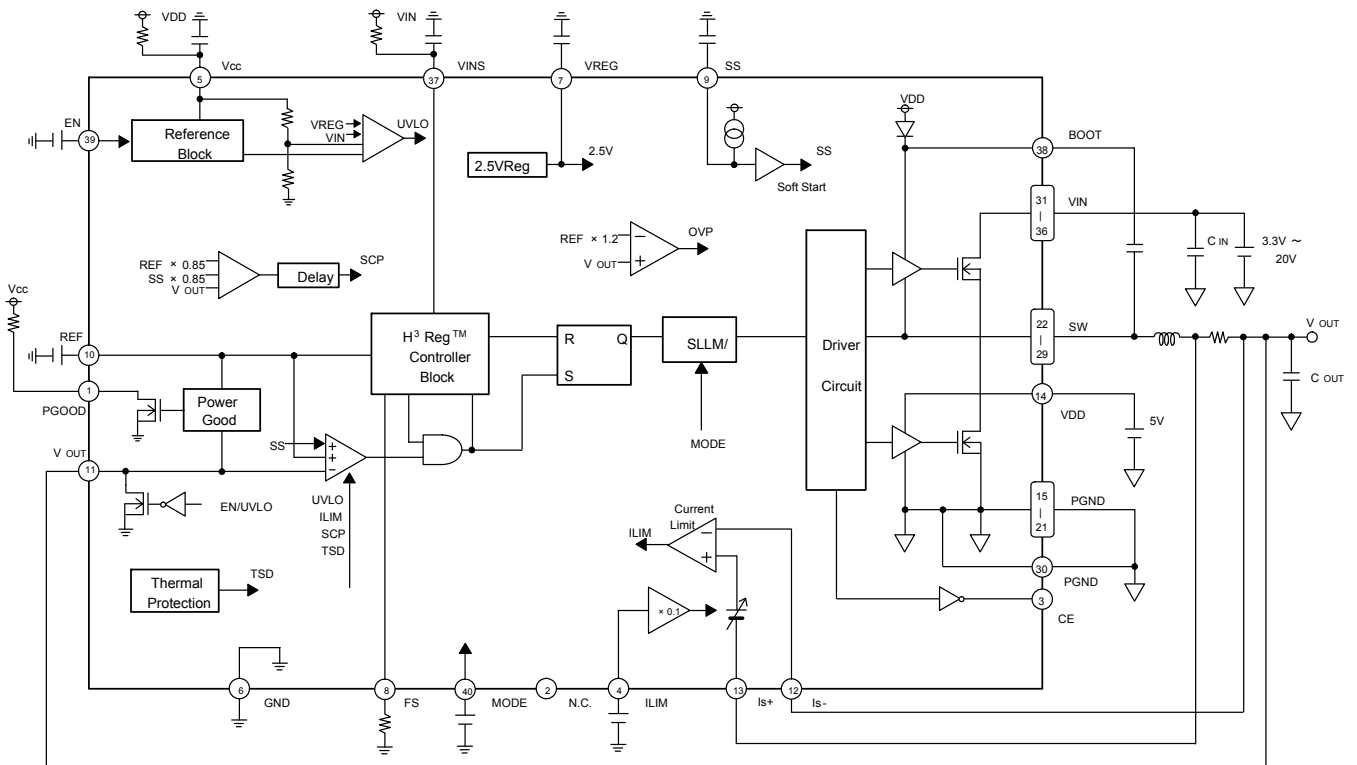 VDD
VIN
Vcc
VINS
VREG
SS
5
37
7
9
EN
39
Reference
Block
VREG
VIN
UVLO
2.5VReg
2.5V
SS
Soft Start
VDD
BOOT
38
31
|
36
VIN
C IN
3.3V ~
20V
REF × 1.2
V OUT
−
+
OVP
REF × 0.85
SS × 0.85
V OUT
Delay
SCP
Vcc
REF
10
H³ Reg™
Controller
Block
R
Q
S
SLLM/
MODE
Driver
Circuit
22
|
29
SW
V OUT
C OUT
1
PGOOD
Power
Good
14
VDD
5V
SS
+
+
−
V OUT
11
EN/UVLO
UVLO
ILIM
SCP
TSD
Current
Limit
ILIM
−
+
15
|
21
PGND
30
PGND
Thermal
Protection
TSD
× 0.1
3
CE
6
GND
8
FS
40
MODE
2
N.C.
4
ILIM
13
Is+
12
Is-